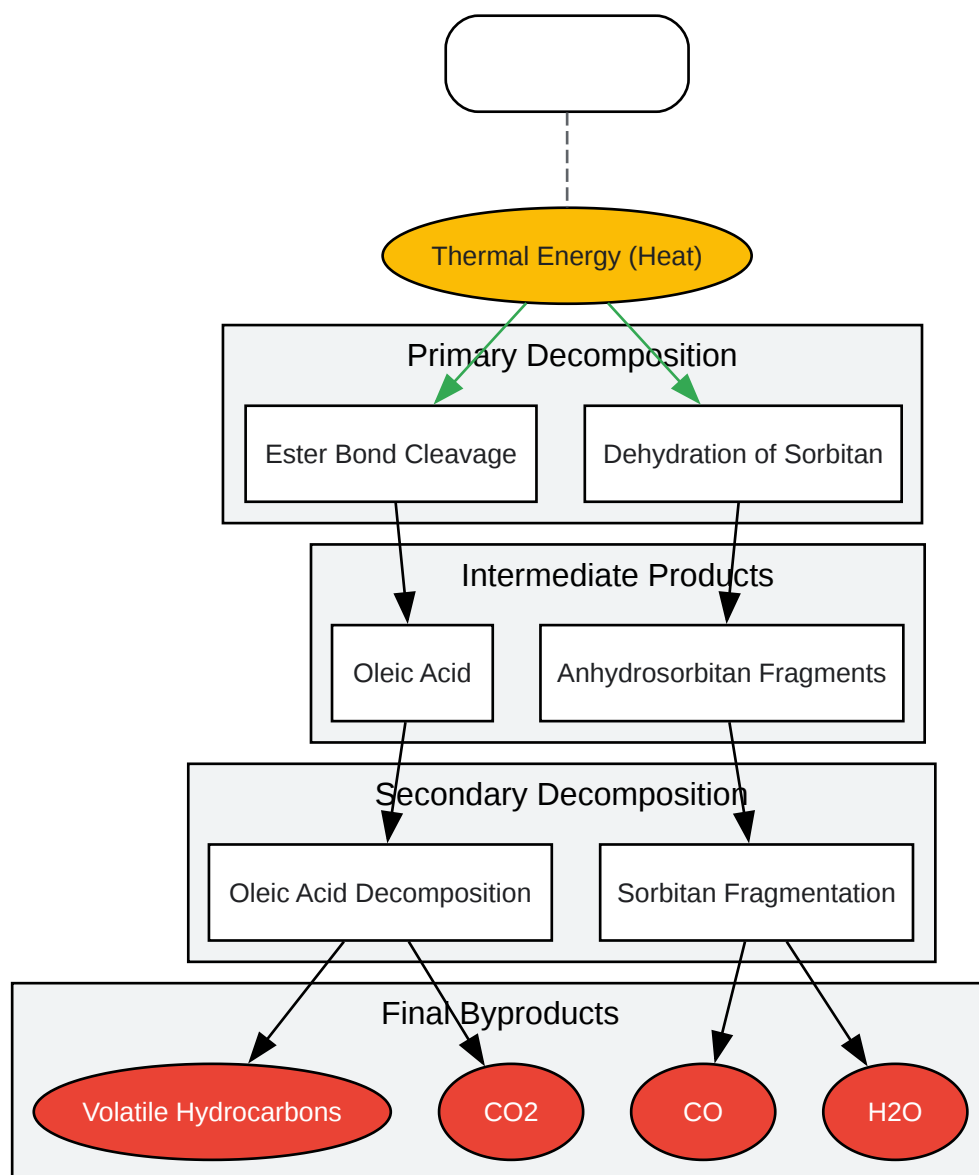 Thermal Energy (Heat)
Primary Decomposition
Ester Bond Cleavage
Dehydration of Sorbitan
Intermediate Products
Oleic Acid
Anhydrosorbitan Fragments
Secondary Decomposition
Oleic Acid Decomposition
Sorbitan Fragmentation
Final Byproducts
Volatile Hydrocarbons
CO2
CO
H2O